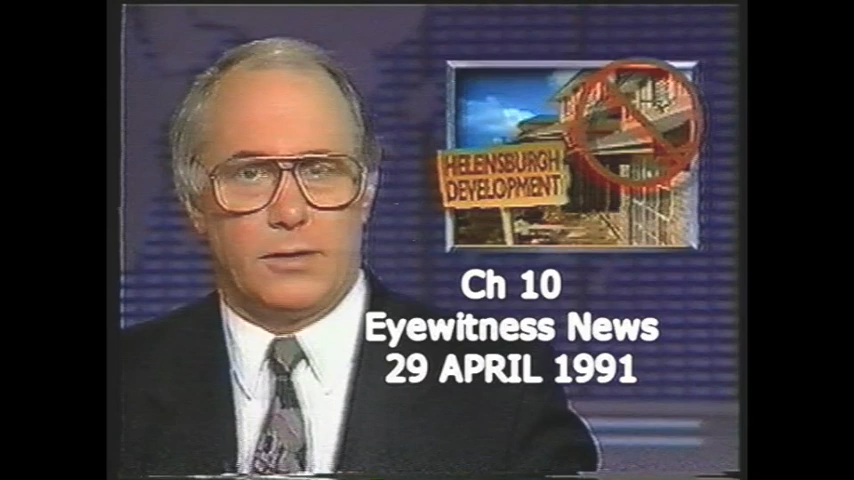 HELENSBURGH
DEVELOPMENT
Ch 10
Eyewitness News
29 APRIL 1991